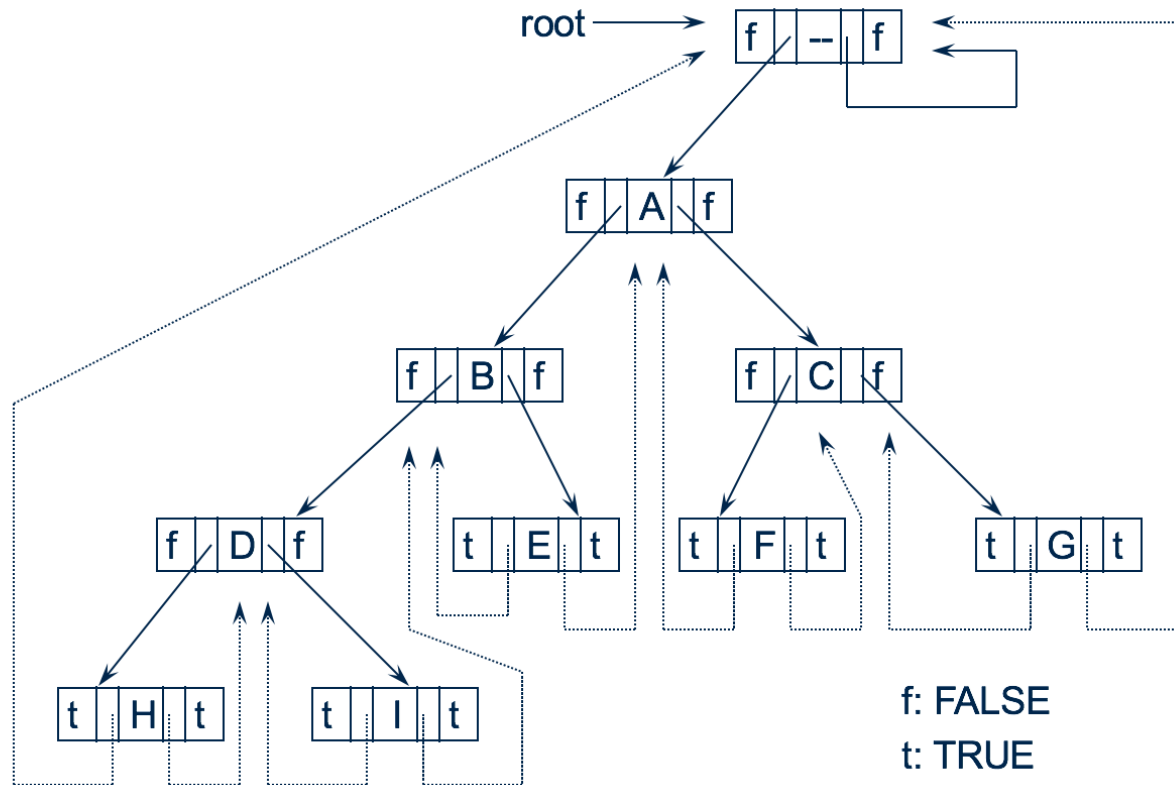 root
f -- f
f A f
f B f
f C f
f D f
t E t
t F t
t G t
t H t
t I t
f: FALSE
t: TRUE